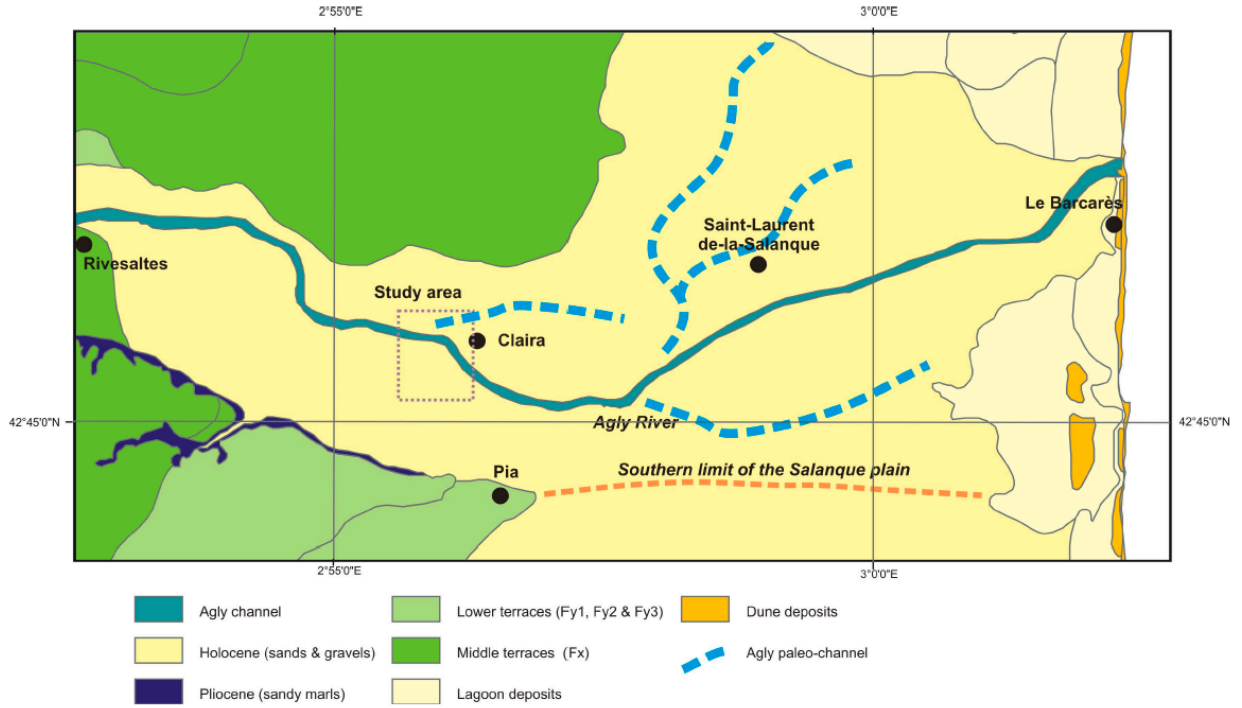 2°55'0"E
3°0'0"E
Le Barcarès
Saint-Laurent
de-la-Salanque
Rivesaltes
Study area
Claira
42°45'0"N
42°45'0"N
Agly River
Pia
Southern limit of the Salanque plain
2°55'0"E
3°0'0"E
Agly channel
Lower terraces (Fy1, Fy2 & Fy3)
Dune deposits
Holocene (sands & gravels)
Middle terraces (Fx)
Agly paleo-channel
Pliocene (sandy marls)
Lagoon deposits